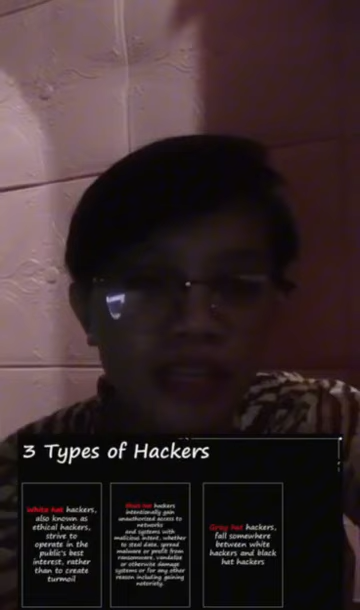 3 Types of Hackers
White hat hackers,
also known as
ethical hackers,
strive to
operate in the
public's best
interest, rather
than to create
turmoil
Black hat hackers
intentionally gain
unauthorized access to
networks
and systems with
malicious intent, whether
to steal data, spread
malware or profit from
ransomware, vandalize
or otherwise damage
systems or for any other
reason including gaining
notoriety.
Gray hat hackers,
fall somewhere
between white
hackers and black
hat hackers